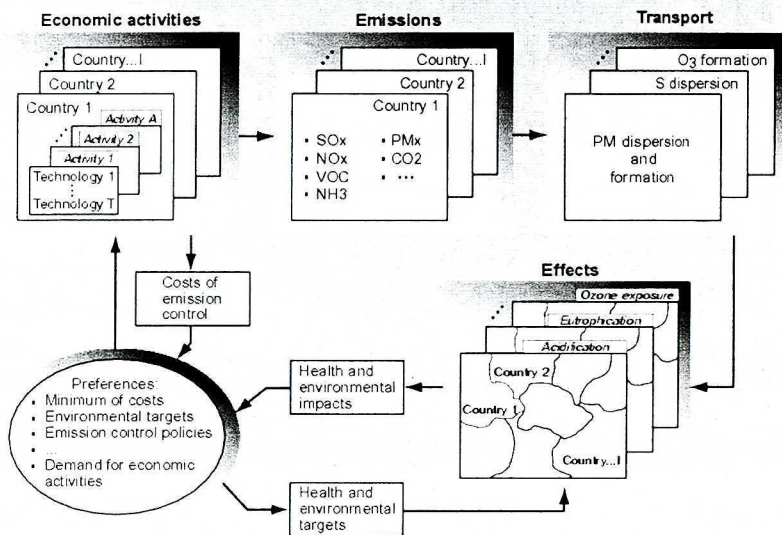 Economic activities
Country...I
Country 2
Country 1
Activity A
Activity 2
Activity 1
Technology 1
⋮
Technology T
Emissions
Country...I
Country 2
Country 1
▪ SOx ▪ PMx
▪ NOx ▪ CO2
▪ VOC ▪ ...
▪ NH3
Transport
O3 formation
S dispersion
PM dispersion
and
formation
Costs of
emission
control
Effects
Ozone exposure
Eutrophication
Acidification
Country 2
Country 1
Country...I
Health and
environmental
impacts
Preferences:
▪ Minimum of costs
▪ Environmental targets
▪ Emission control policies
▪ ...
▪ Demand for economic
activities
Health and
environmental
targets